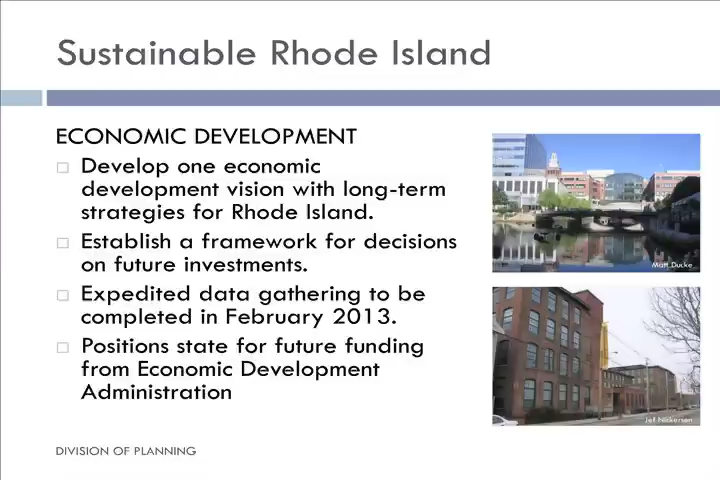 Sustainable Rhode Island
ECONOMIC DEVELOPMENT
Develop one economic
development vision with long-term
strategies for Rhode Island.
Establish a framework for decisions
on future investments.
Expedited data gathering to be
completed in February 2013.
Positions state for future funding
from Economic Development
Administration
Matt Ducke
Jef Nickerson
DIVISION OF PLANNING